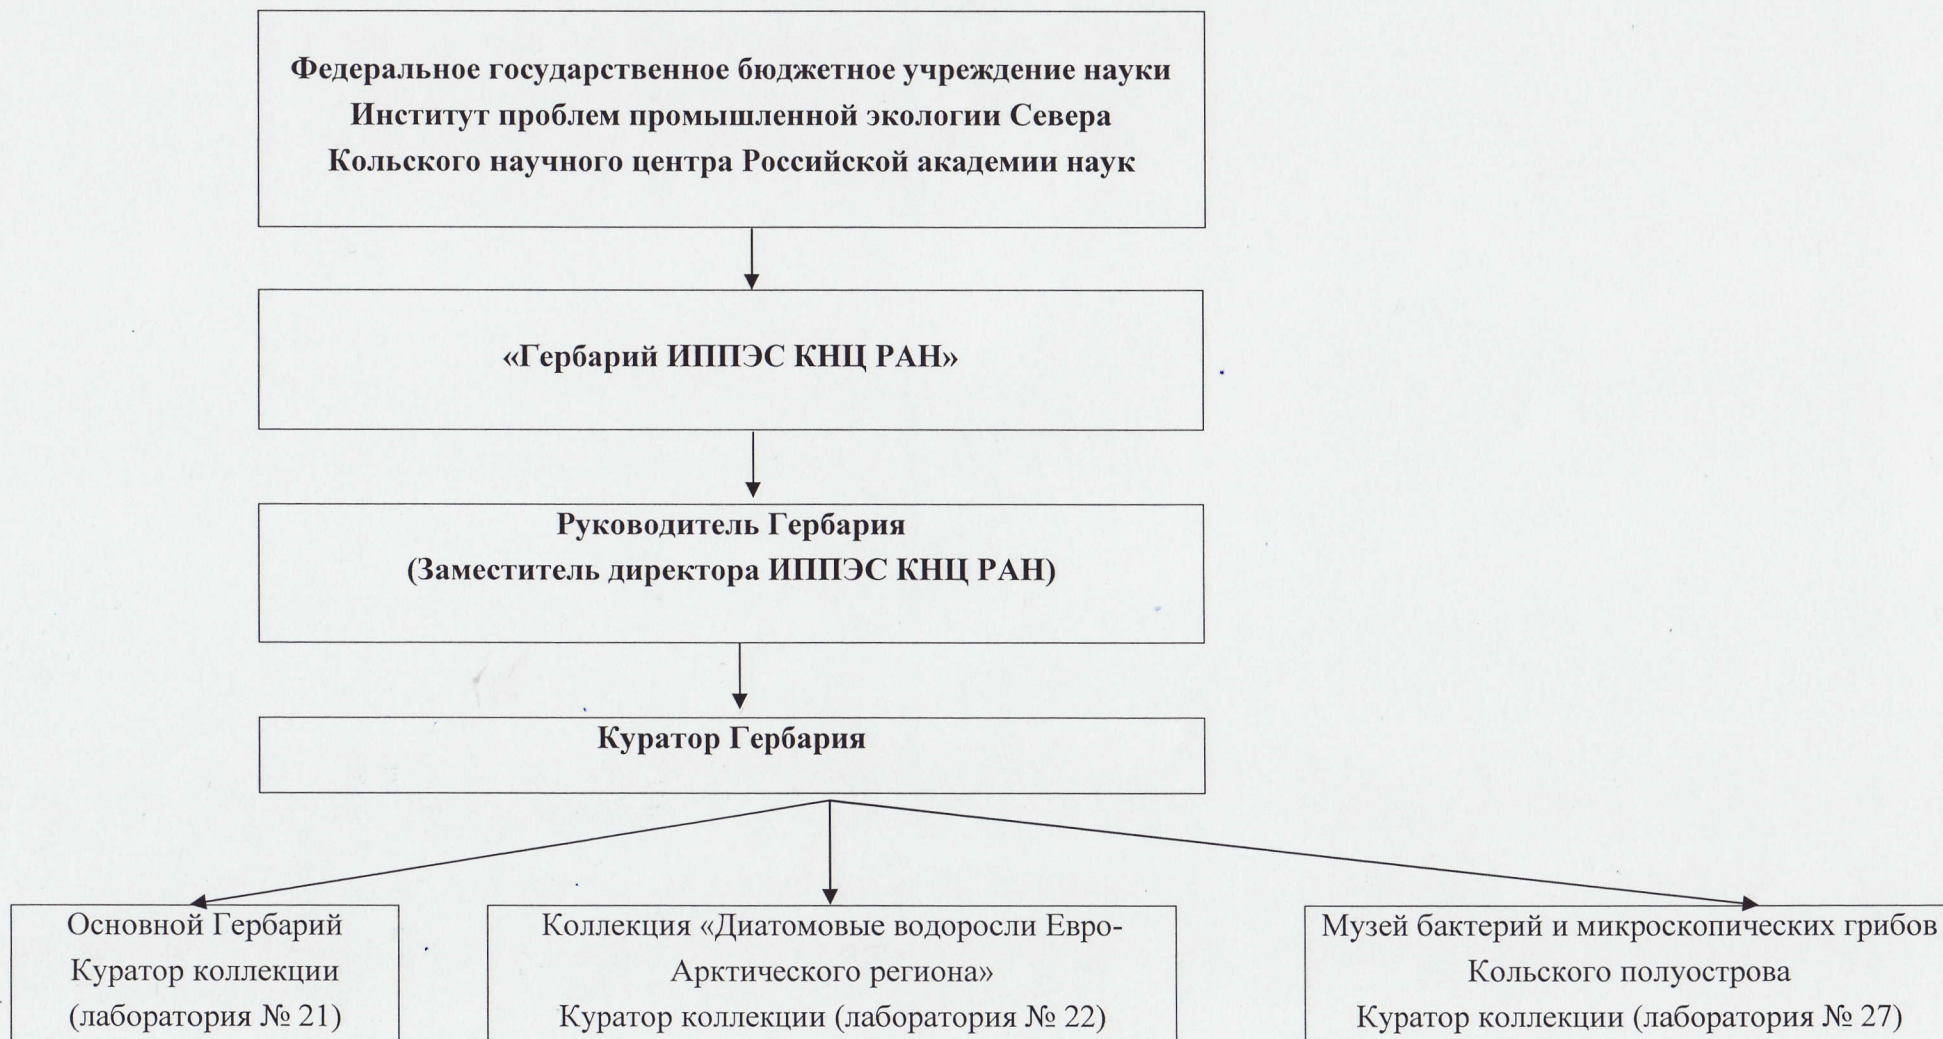 Федеральное государственное бюджетное учреждение науки
Институт проблем промышленной экологии Севера
Кольского научного центра Российской академии наук
«Гербарий ИППЭС КНЦ РАН»
Руководитель Гербария
(Заместитель директора ИППЭС КНЦ РАН)
Куратор Гербария
Основной Гербарий
Куратор коллекции
(лаборатория № 21)
Коллекция «Диатомовые водоросли Евро-
Арктического региона»
Куратор коллекции (лаборатория № 22)
Музей бактерий и микроскопических грибов
Кольского полуострова
Куратор коллекции (лаборатория № 27)